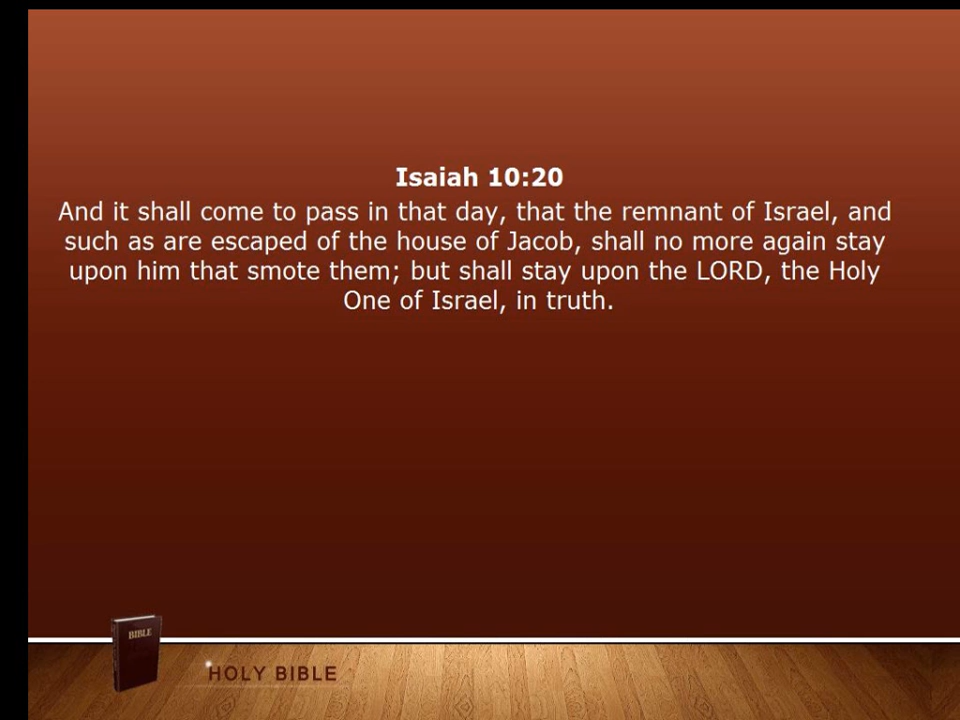 Isaiah 10:20
And it shall come to pass in that day, that the remnant of Israel, and
such as are escaped of the house of Jacob, shall no more again stay
upon him that smote them; but shall stay upon the LORD, the Holy
One of Israel, in truth.
BIBLE
HOLY BIBLE